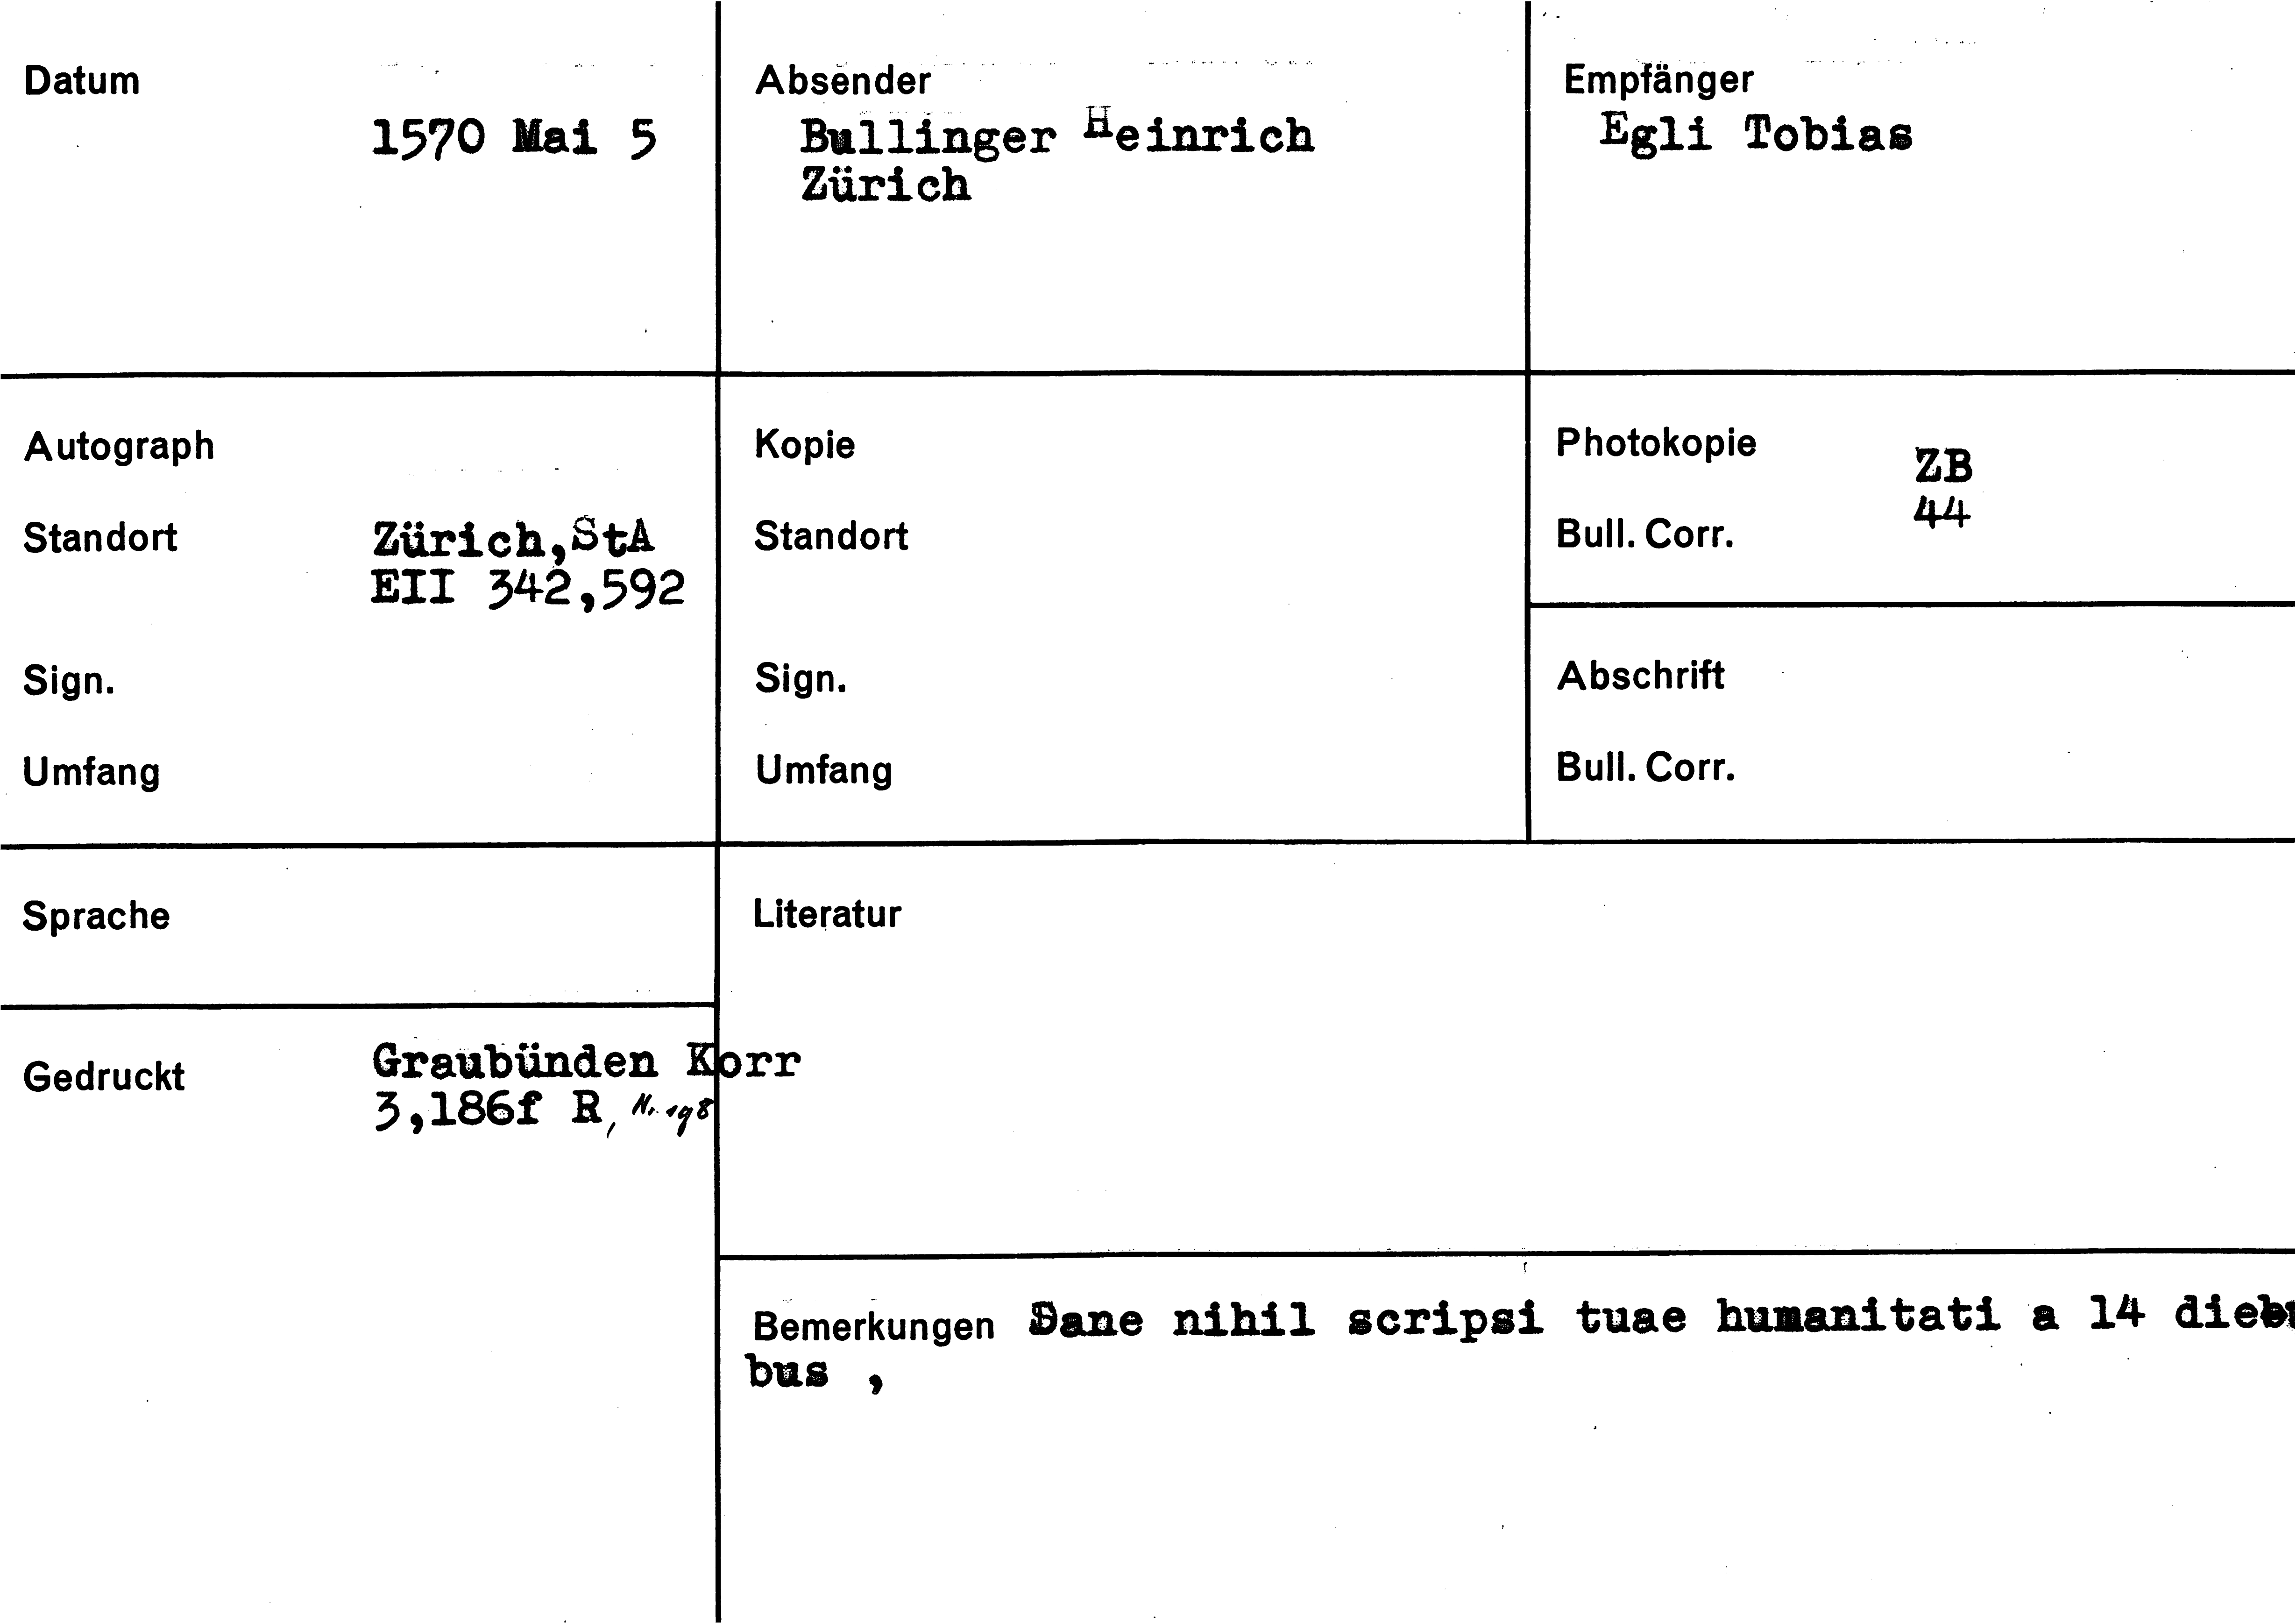 Datum
1570 Mai 5
Absender
Bullinger Heinrich
Zürich
Empfänger
Egli Tobias
Autograph
Standort
Zürich, StA
EII 342,592
Sign.
Umfang
Kopie
Standort
Sign.
Umfang
Photokopie
ZB
Bull. Corr.
44
Abschrift
Bull. Corr.
Sprache
Gedruckt
Graubünden Korr
3,186f R, Nr. 198
Literatur
Bemerkungen Sane nihil scripsi tuae humanitati a 14 die
bus ,